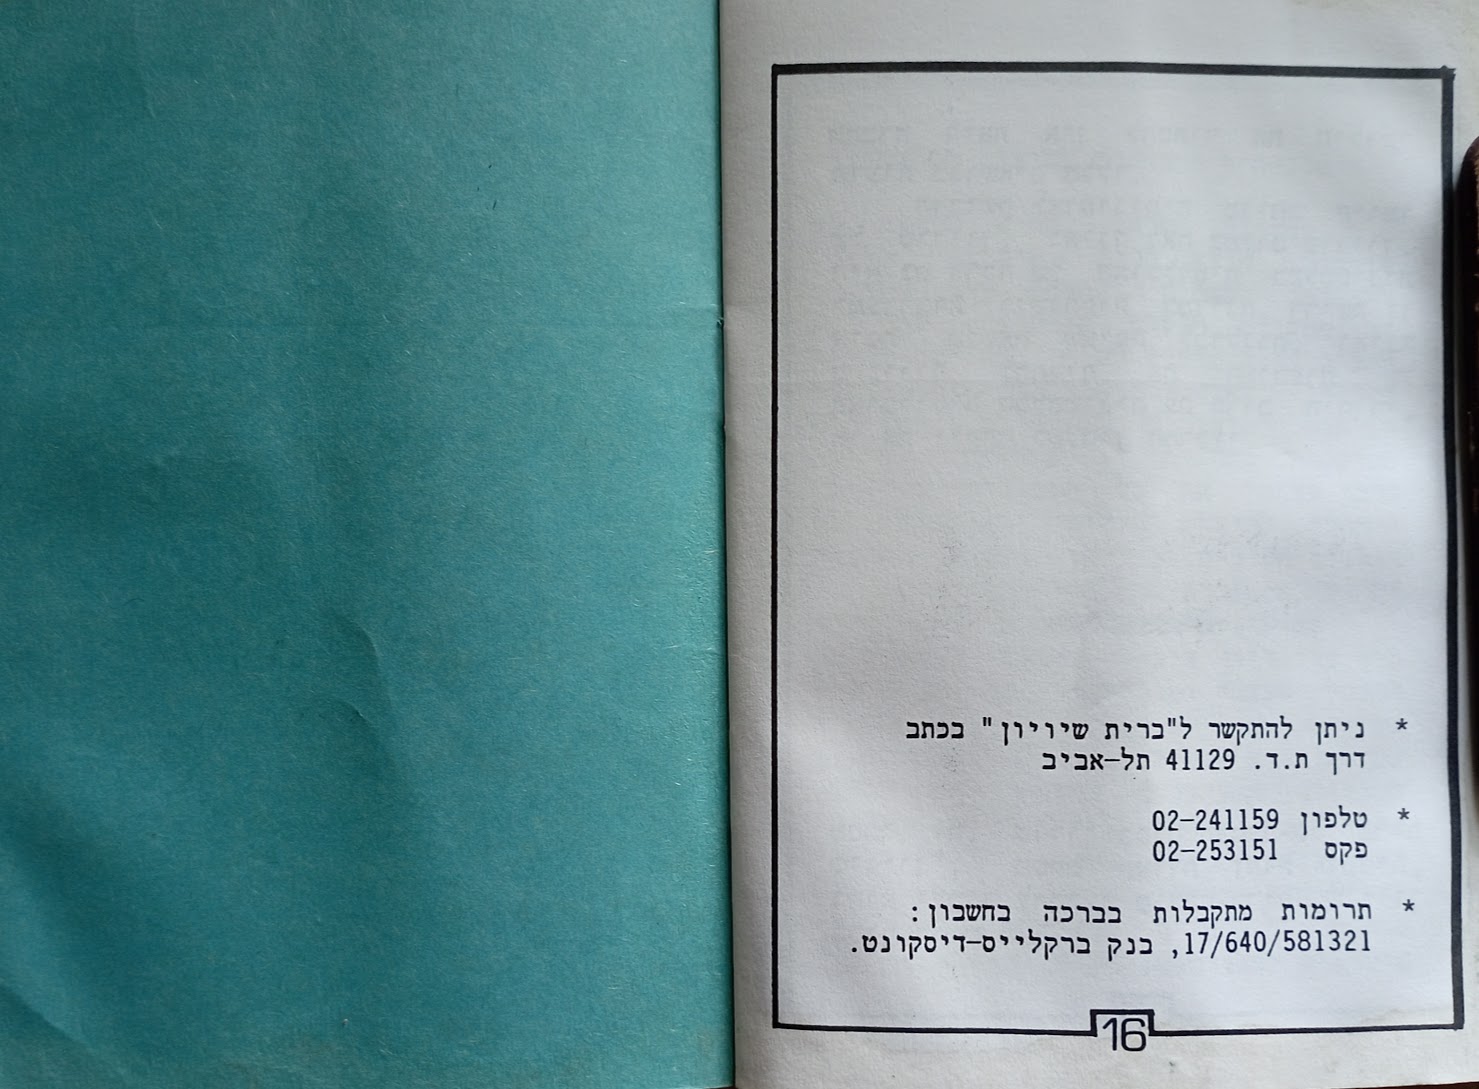 * ניתן להתקשר ל"ברית שיויון" בכתב
דרך ת.ד. 41129 תל-אביב
* טלפון 02-241159
פקס 02-253151
* תרומות מתקבלות בברכה בחשבון:
17/640/581321, בנק ברקלייס-דיסקונט.
16